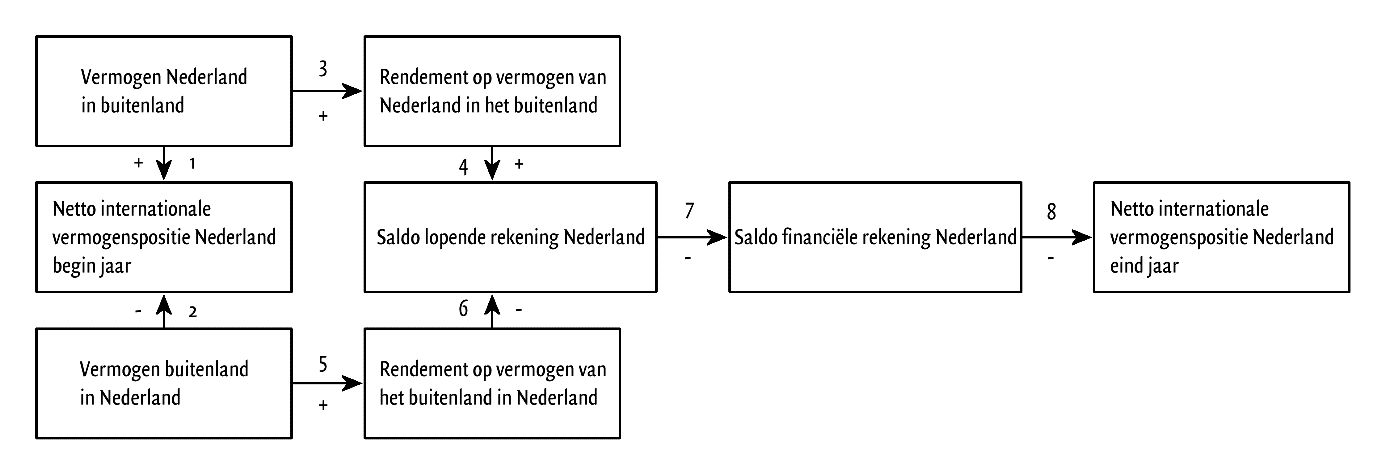 Vermogen Nederland
in buitenland
3
+
Rendement op vermogen van
Nederland in het buitenland
+ 1
4 +
Netto internationale
vermogenspositie Nederland
begin jaar
Saldo lopende rekening Nederland
7
-
Saldo financiële rekening Nederland
8
-
Netto internationale
vermogenspositie Nederland
eind jaar
- 2
6 -
Vermogen buitenland
in Nederland
5
+
Rendement op vermogen van
het buitenland in Nederland